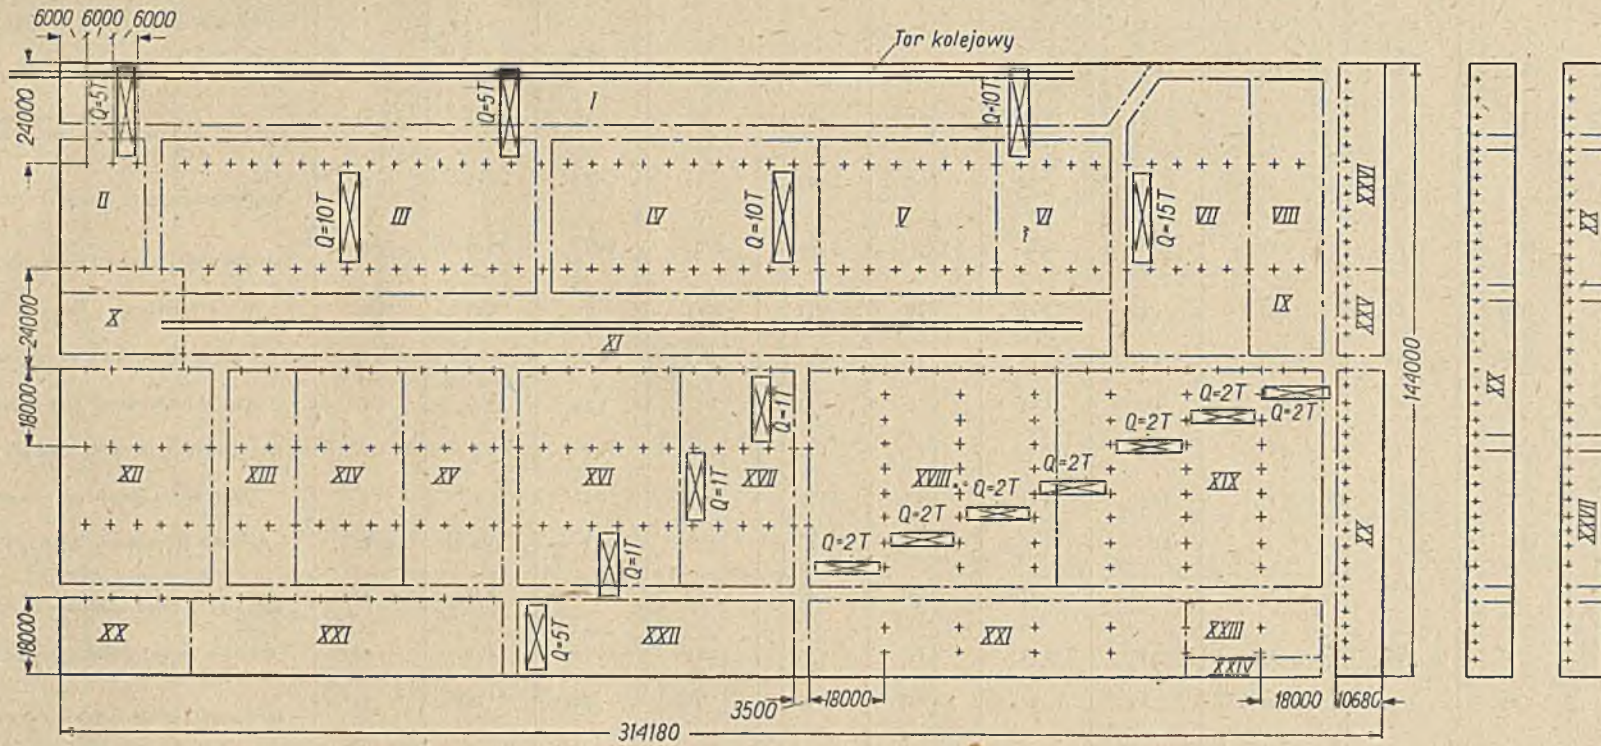 6000 6000 6000
Tor kolejowy
24000
Q=5T
Q=5T
I
Q=10T
II
Q=10T
III
IV
Q=10T
V
VI
Q=15T
VII
VIII
XXVI
XX
24000
X
XI
IX
XXV
144000
XX
18000
Q=1T
Q=2T
Q=2T
Q=2T
XII
XIII
XIV
XV
XVI
Q=1T
XVII
XVIII
Q=2T
Q=2T
XIX
Q=2T
Q=2T
Q=1T
XX
XXVII
18000
XX
XXI
Q=5T
XXII
XXI
XXIII
XXIV
3500
18000
18000
10680
314180